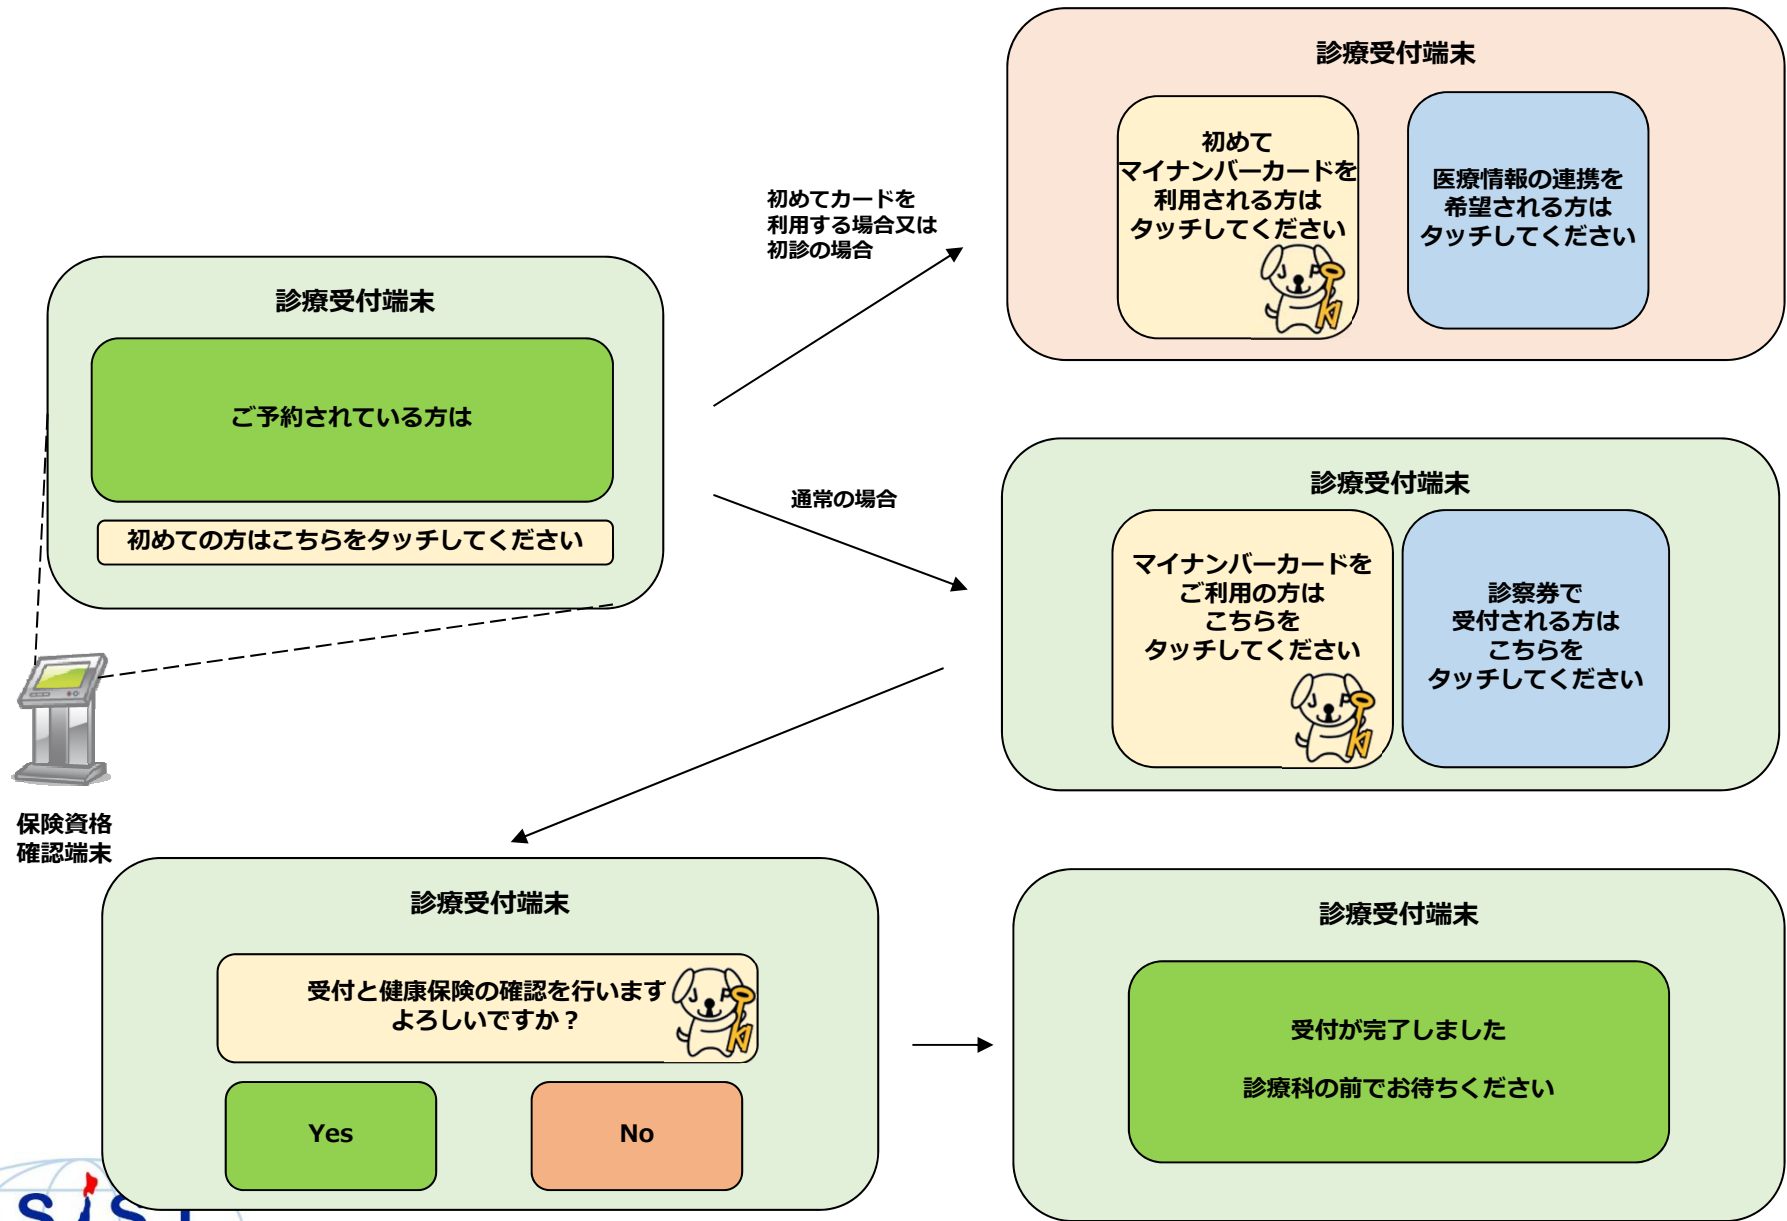 診療受付端末
初めて
マイナンバーカードを
利用される方は
タッチしてください
医療情報の連携を
希望される方は
タッチしてください
初めてカードを
利用する場合又は
初診の場合
診療受付端末
ご予約されている方は
初めての方はこちらをタッチしてください
通常の場合
診療受付端末
マイナンバーカードを
ご利用の方は
こちらを
タッチしてください
診察券で
受付される方は
こちらを
タッチしてください
保険資格
確認端末
診療受付端末
受付と健康保険の確認を行います
よろしいですか？
Yes
No
診療受付端末
受付が完了しました
診療科の前でお待ちください